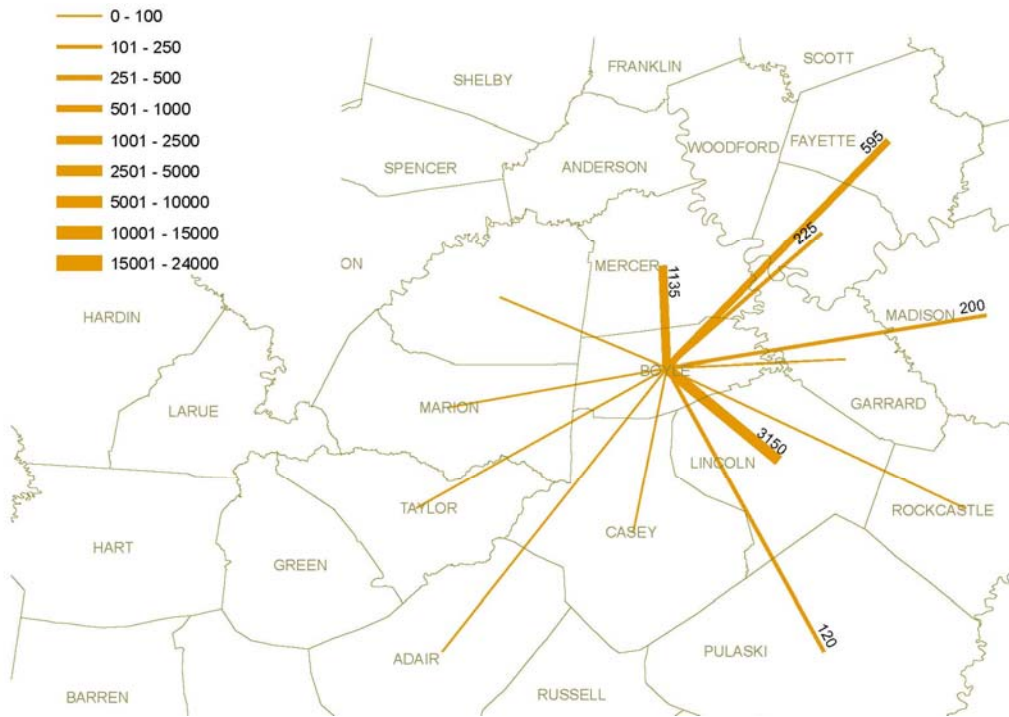 0 - 100
101 - 250
251 - 500
501 - 1000
1001 - 2500
2501 - 5000
5001 - 10000
10001 - 15000
15001 - 24000
SHELBY
FRANKLIN
SCOTT
SPENCER
ANDERSON
WOODFORD
FAYETTE
595
225
ON
MERCER
1135
HARDIN
MADISON
200
BOYLE
LARUE
MARION
GARRARD
3150
LINCOLN
TAYLOR
CASEY
ROCKCASTLE
HART
GREEN
120
ADAIR
PULASKI
BARREN
RUSSELL